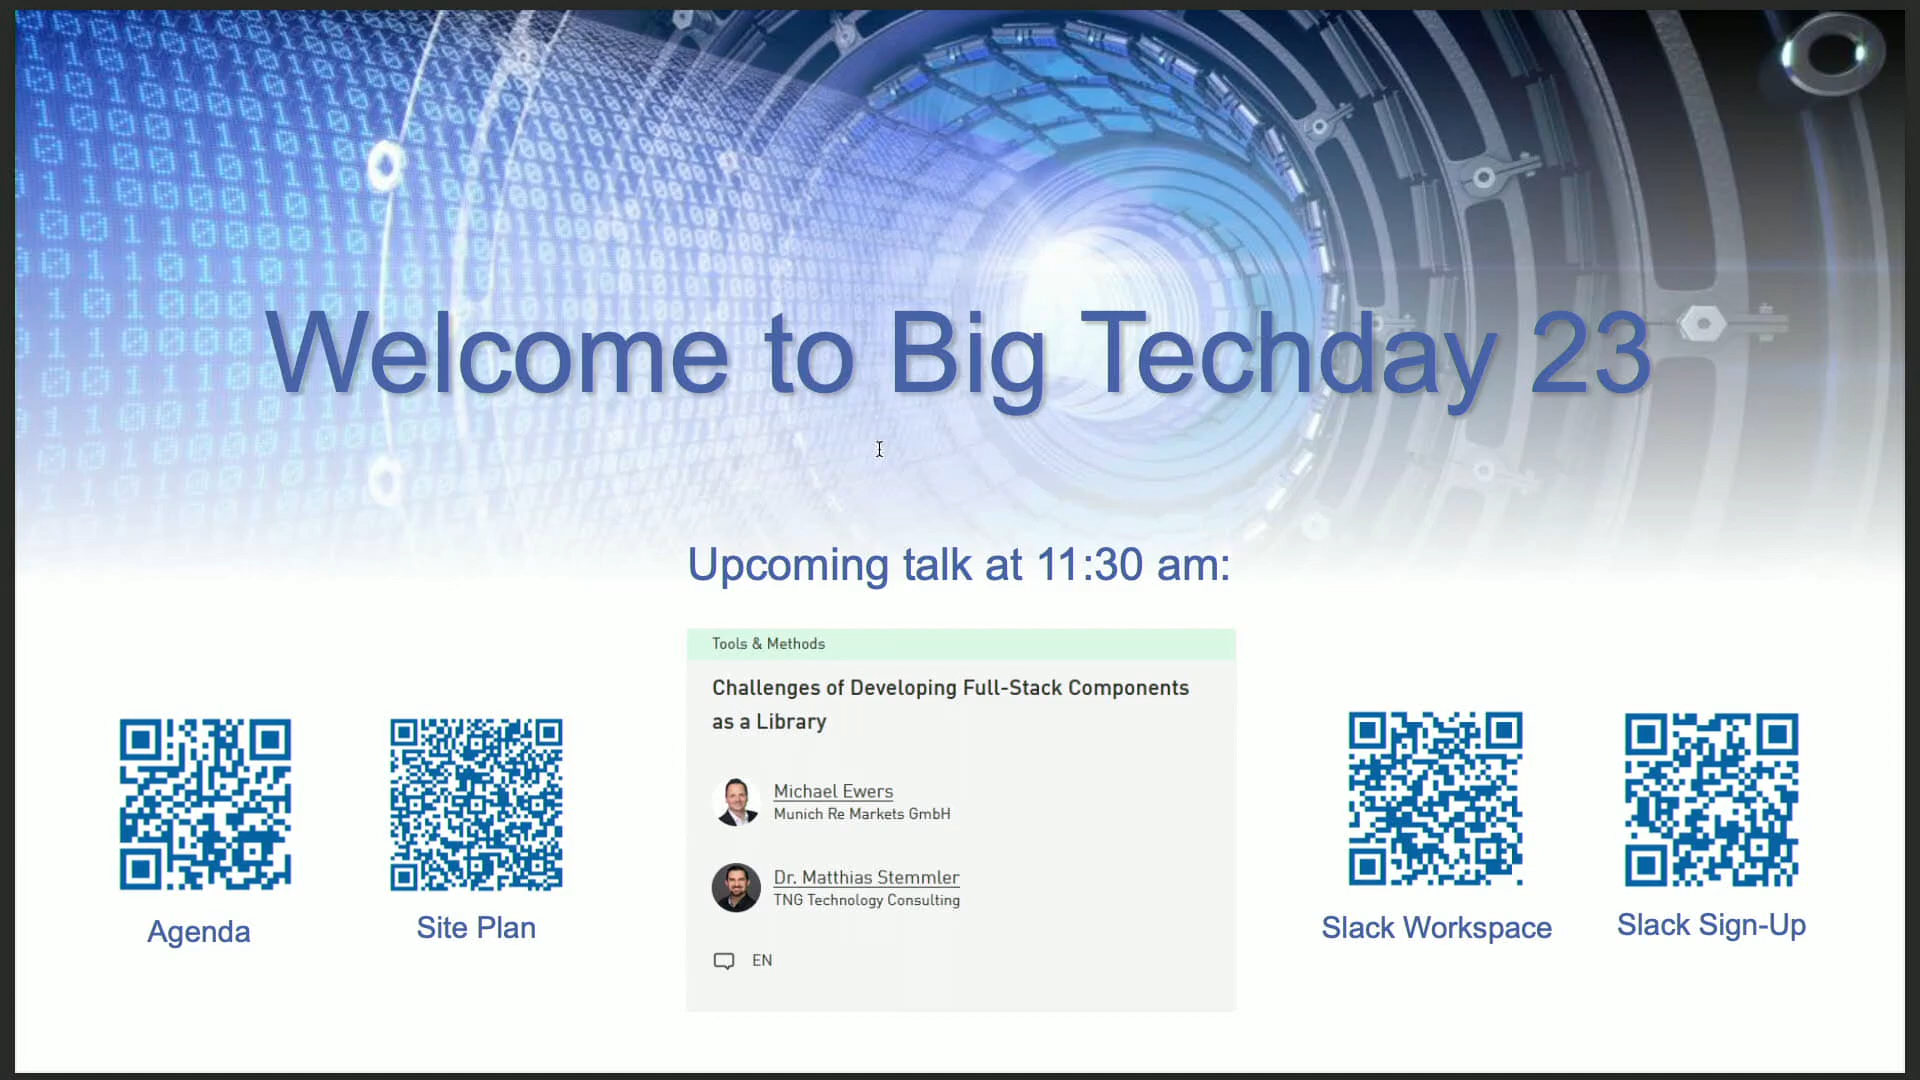 Welcome to Big Techday 23
Upcoming talk at 11:30 am:
Tools & Methods
Challenges of Developing Full-Stack Components
as a Library
Michael Ewers
Munich Re Markets GmbH
Dr. Matthias Stemmler
TNG Technology Consulting
EN
Agenda
Site Plan
Slack Workspace
Slack Sign-Up